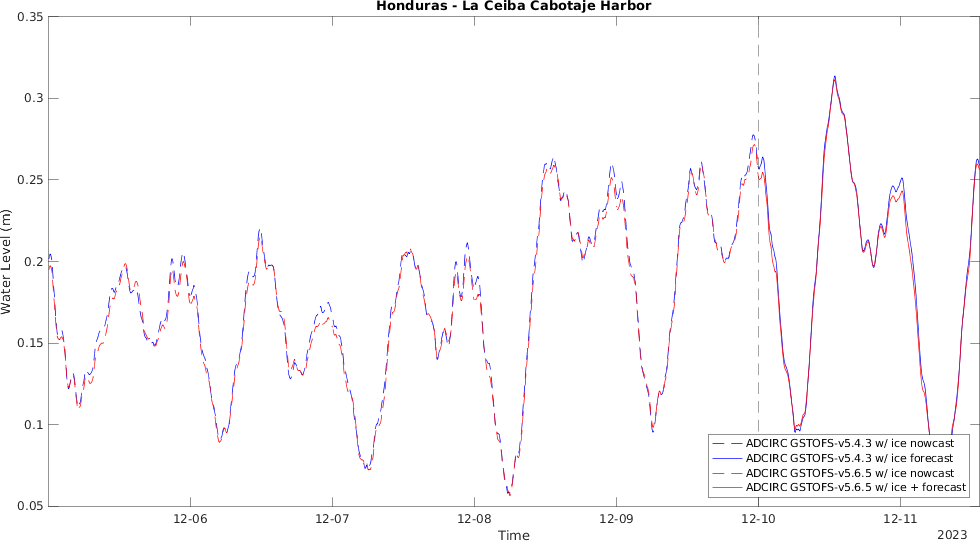 Honduras - La Ceiba Cabotaje Harbor
0.35
0.3
0.25
0.2
0.15
0.1
0.05
Water Level (m)
12-06 12-07 12-08 12-09 12-10 12-11
Time
2023
ADCIRC GSTOFS-v5.4.3 w/ ice nowcast
ADCIRC GSTOFS-v5.4.3 w/ ice forecast
ADCIRC GSTOFS-v5.6.5 w/ ice nowcast
ADCIRC GSTOFS-v5.6.5 w/ ice + forecast